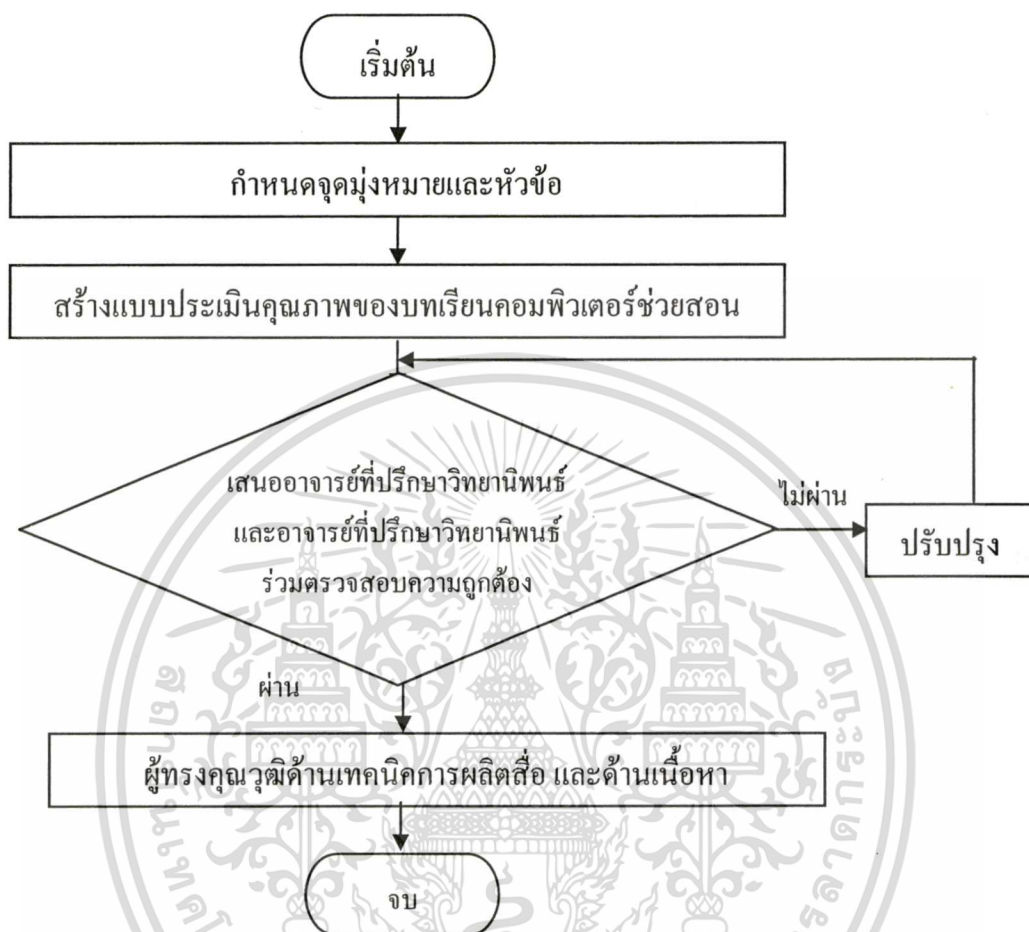 เริ่มต้น
กำหนดจุดมุ่งหมายและหัวข้อ
สร้างแบบประเมินคุณภาพของบทเรียนคอมพิวเตอร์ช่วยสอน
เสนออาจารย์ที่ปรึกษาวิทยานิพนธ์
และอาจารย์ที่ปรึกษาวิทยานิพนธ์
ร่วมตรวจสอบความถูกต้อง
ไม่ผ่าน
ปรับปรุง
ผ่าน
ผู้ทรงคุณวุฒิด้านเทคนิคการผลิตสื่อ และด้านเนื้อหา
จบ